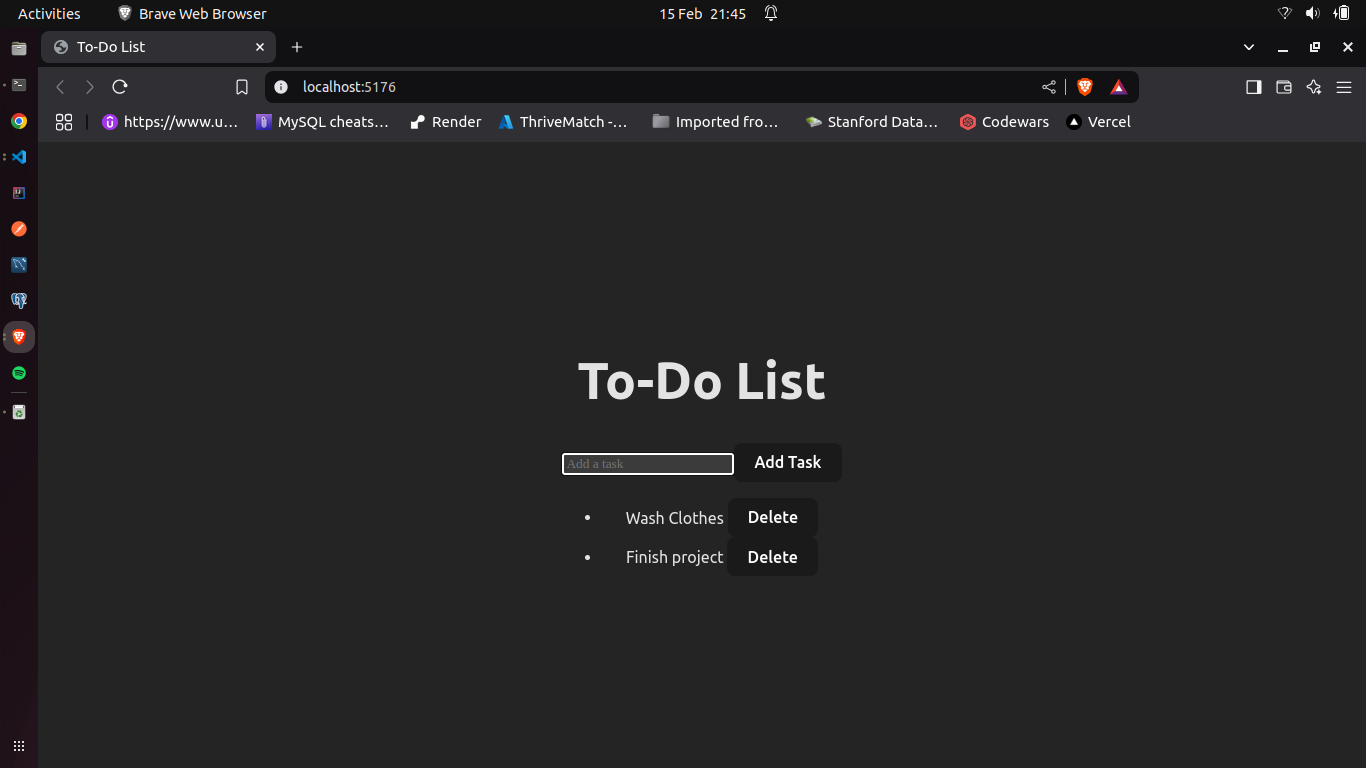 Activities Brave Web Browser 15 Feb 21:45
To-Do List
localhost:5176
https://www.u... MySQL cheats... Render ThriveMatch -... Imported fro... Stanford Data... Codewars Vercel
To-Do List
Add a task Add Task
• Wash Clothes Delete
• Finish project Delete